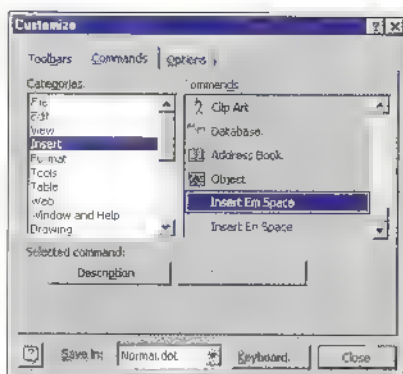 Customize
Toolbars Commands Options
Categories: Commands
File
Edit
View
Insert
Format
Tools
Table
Web
Window and Help
Drawing
Clip Art
Database
Address Book
Object
Insert Em Space
Insert En Space
Selected command:
Description
Save in: Normal.dot Keyboard. Close